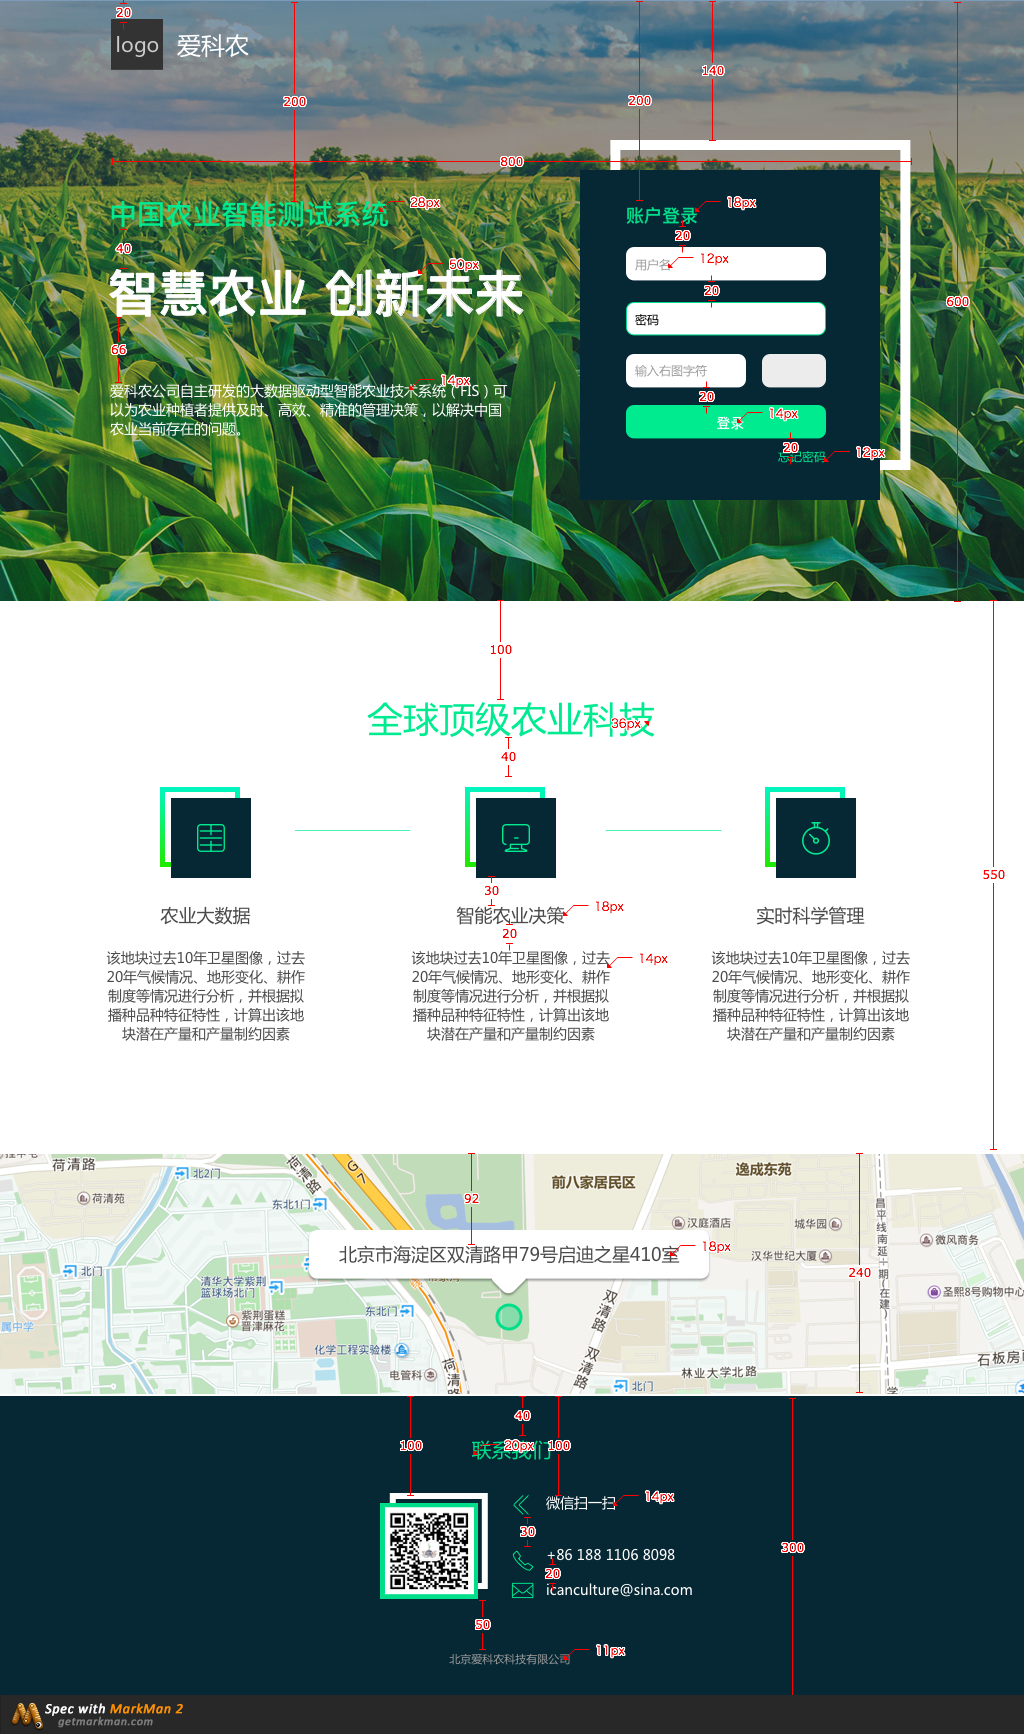 20
logo
爱科农
200
200
140
800
中国农业智能测试系统
28px
40
智慧农业 创新未来
50px
66
爱科农公司自主研发的大数据驱动型智能农业技术系统（FIS）可
以为农业种植者提供及时、高效、精准的管理决策，以解决中国
农业当前存在的问题。
14px
账户登录
18px
20
用户名
12px
20
密码
输入右图字符
20
登录
14px
20
忘记密码
12px
600
100
全球顶级农业科技
36px
40
550
30
农业大数据
智能农业决策
18px
实时科学管理
20
14px
该地块过去10年卫星图像，过去
20年气候情况、地形变化、耕作
制度等情况进行分析，并根据拟
播种品种特征特性，计算出该地
块潜在产量和产量制约因素
该地块过去10年卫星图像，过去
20年气候情况、地形变化、耕作
制度等情况进行分析，并根据拟
播种品种特征特性，计算出该地
块潜在产量和产量制约因素
该地块过去10年卫星图像，过去
20年气候情况、地形变化、耕作
制度等情况进行分析，并根据拟
播种品种特征特性，计算出该地
块潜在产量和产量制约因素
荷清路
北2门
荷清路
G7
前八家居民区
逸成东苑
荷清苑
东北1门
92
汉庭酒店
城华园
昌平线南延十期(在建)
微风商务
北京市海淀区双清路甲79号启迪之星410室
18px
汉华世纪大厦
北门
清华大学紫荆
篮球场北门
240
圣熙8号购物中心
紫荆蛋糕
晋津麻花
东北门
双清路
属中学
化学工程实验楼
双清路
电管科
荷清路
林业大学北路
石板房
北门
学
100
40
联系我们
20px
100
微信扫一扫
14px
30
+86 188 1106 8098
20
icanculture@sina.com
300
50
北京爱科农科技有限公司
11px
Spec with MarkMan 2
getmarkman.com